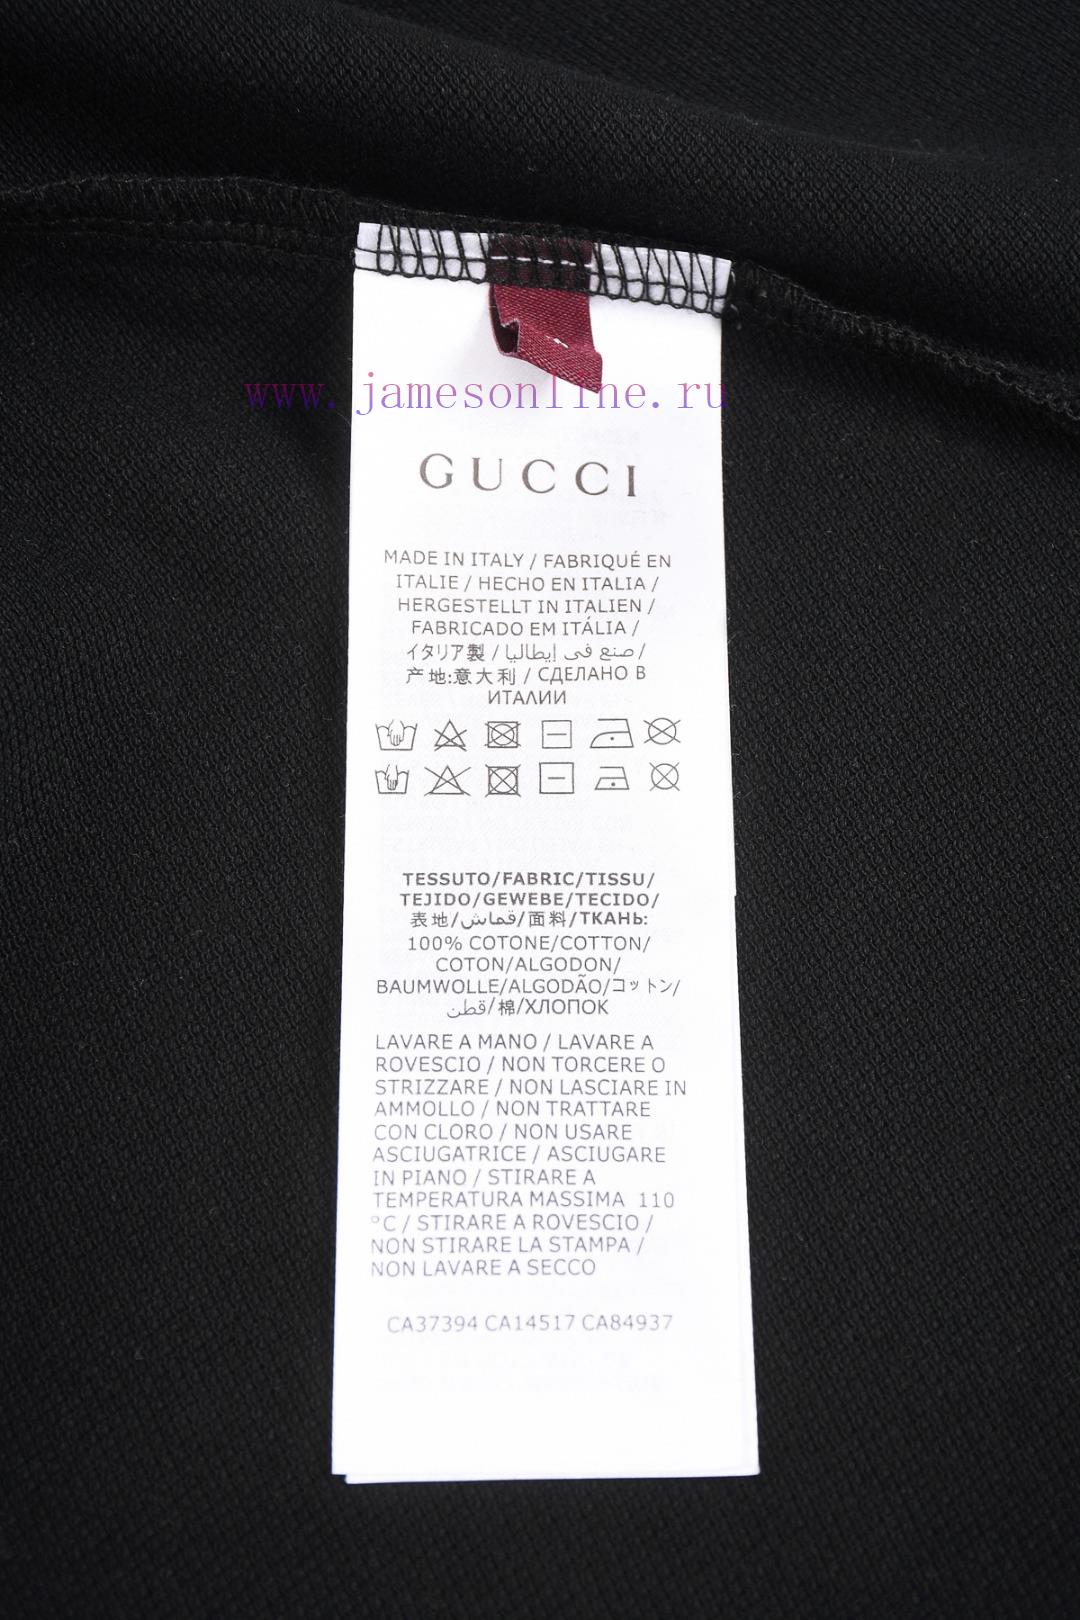 www.jamesonline.ru
GUCCI
MADE IN ITALY / FABRIQUÉ EN
ITALIE / HECHO EN ITALIA /
HERGESTELLT IN ITALIEN /
FABRICADO EM ITÁLIA /
イタリア製 / صنع في إيطاليا /
产地:意大利 / СДЕЛАНО В
ИТАЛИИ
TESSUTO/FABRIC/TISSU/
TEJIDO/GEWEBE/TECIDO/
表地/قماش/面料/ТКАНЬ:
100% COTONE/COTTON/
COTON/ALGODON/
BAUMWOLLE/ALGODÃO/コットン/
قطن/棉/ХЛОПОК
LAVARE A MANO / LAVARE A
ROVESCIO / NON TORCERE O
STRIZZARE / NON LASCIARE IN
AMMOLLO / NON TRATTARE
CON CLORO / NON USARE
ASCIUGATRICE / ASCIUGARE
IN PIANO / STIRARE A
TEMPERATURA MASSIMA 110
°C / STIRARE A ROVESCIO /
NON STIRARE LA STAMPA /
NON LAVARE A SECCO
CA37394 CA14517 CA84937